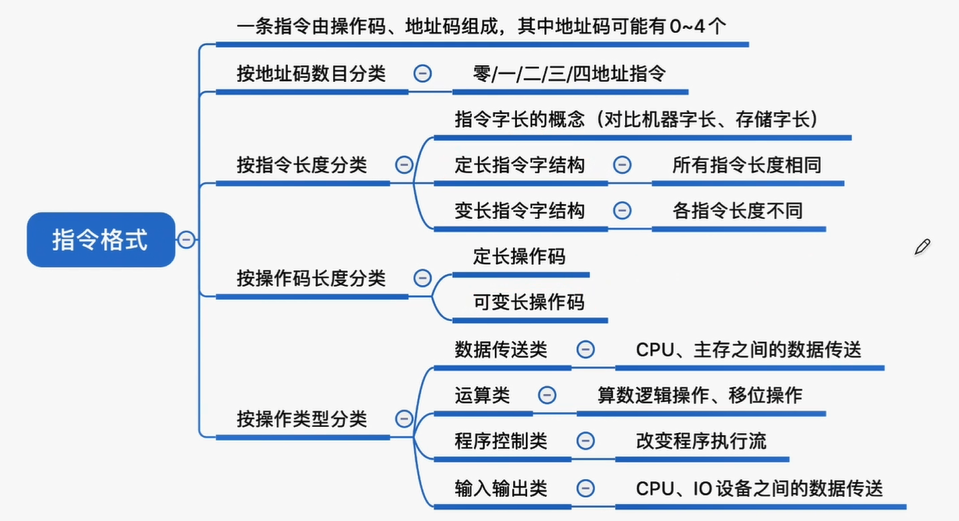 一条指令由操作码、地址码组成，其中地址码可能有0~4个
按地址码数目分类
零/一/二/三/四地址指令
指令字长的概念（对比机器字长、存储字长）
按指令长度分类
定长指令字结构
所有指令长度相同
变长指令字结构
各指令长度不同
指令格式
定长操作码
按操作码长度分类
可变长操作码
数据传送类
CPU、主存之间的数据传送
运算类
算数逻辑操作、移位操作
按操作类型分类
程序控制类
改变程序执行流
输入输出类
CPU、IO设备之间的数据传送